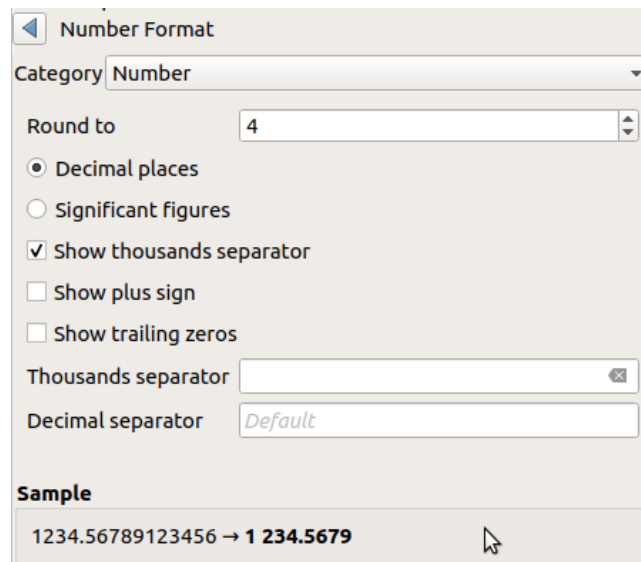 Number Format
Category Number
Round to 4
Decimal places
Significant figures
Show thousands separator
Show plus sign
Show trailing zeros
Thousands separator
Decimal separator Default
Sample
1234.56789123456 → 1 234.5679